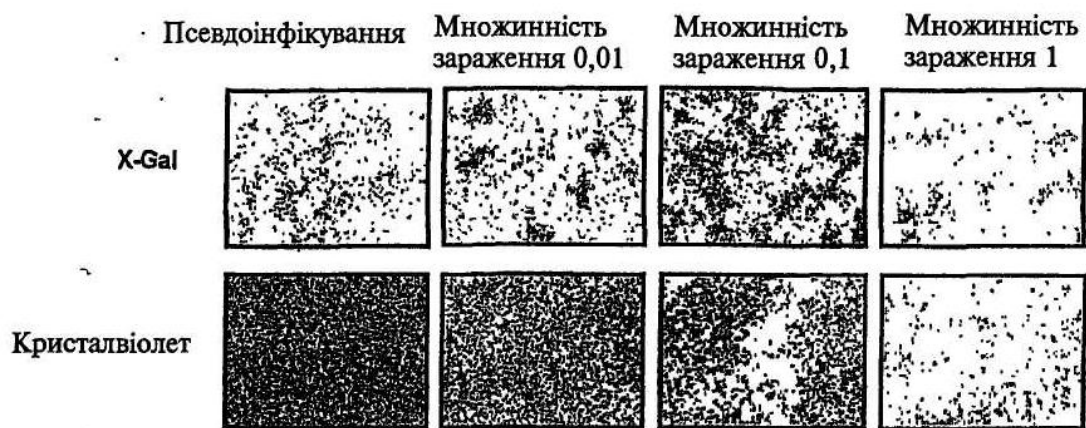 Псевдоінфікування
Множинність
зараження 0,01
Множинність
зараження 0,1
Множинність
зараження 1
X-Gal
Кристалвіолет